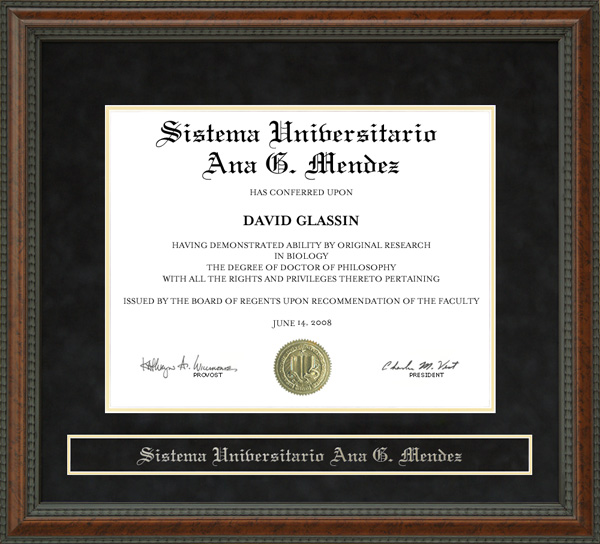 Sistema Universitario
Ana G. Mendez
HAS CONFERRED UPON
DAVID GLASSIN
HAVING DEMONSTRATED ABILITY BY ORIGINAL RESEARCH
IN BIOLOGY
THE DEGREE OF DOCTOR OF PHILOSOPHY
WITH ALL THE RIGHTS AND PRIVILEGES THERETO PERTAINING
ISSUED BY THE BOARD OF REGENTS UPON RECOMMENDATION OF THE FACULTY
JUNE 14, 2008
Charles M. Vest
PROVOST
PRESIDENT
Sistema Universitario Ana G. Mendez